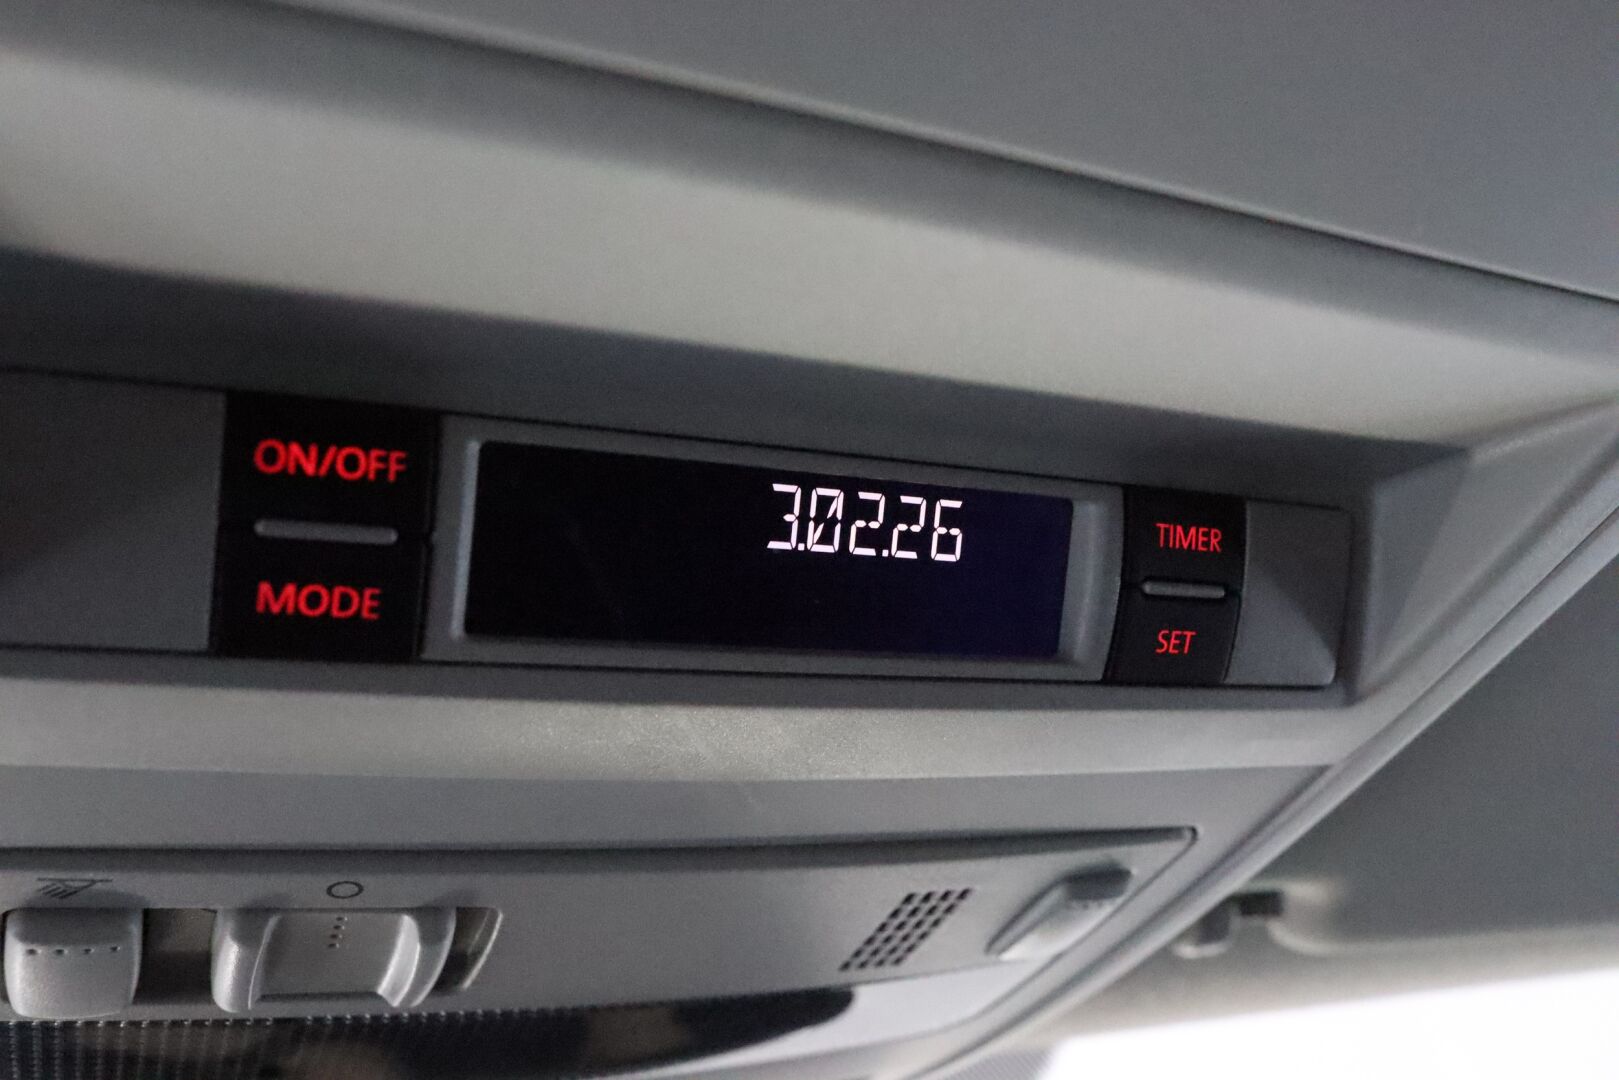 ON/OFF
MODE
3.02.26
TIMER
SET